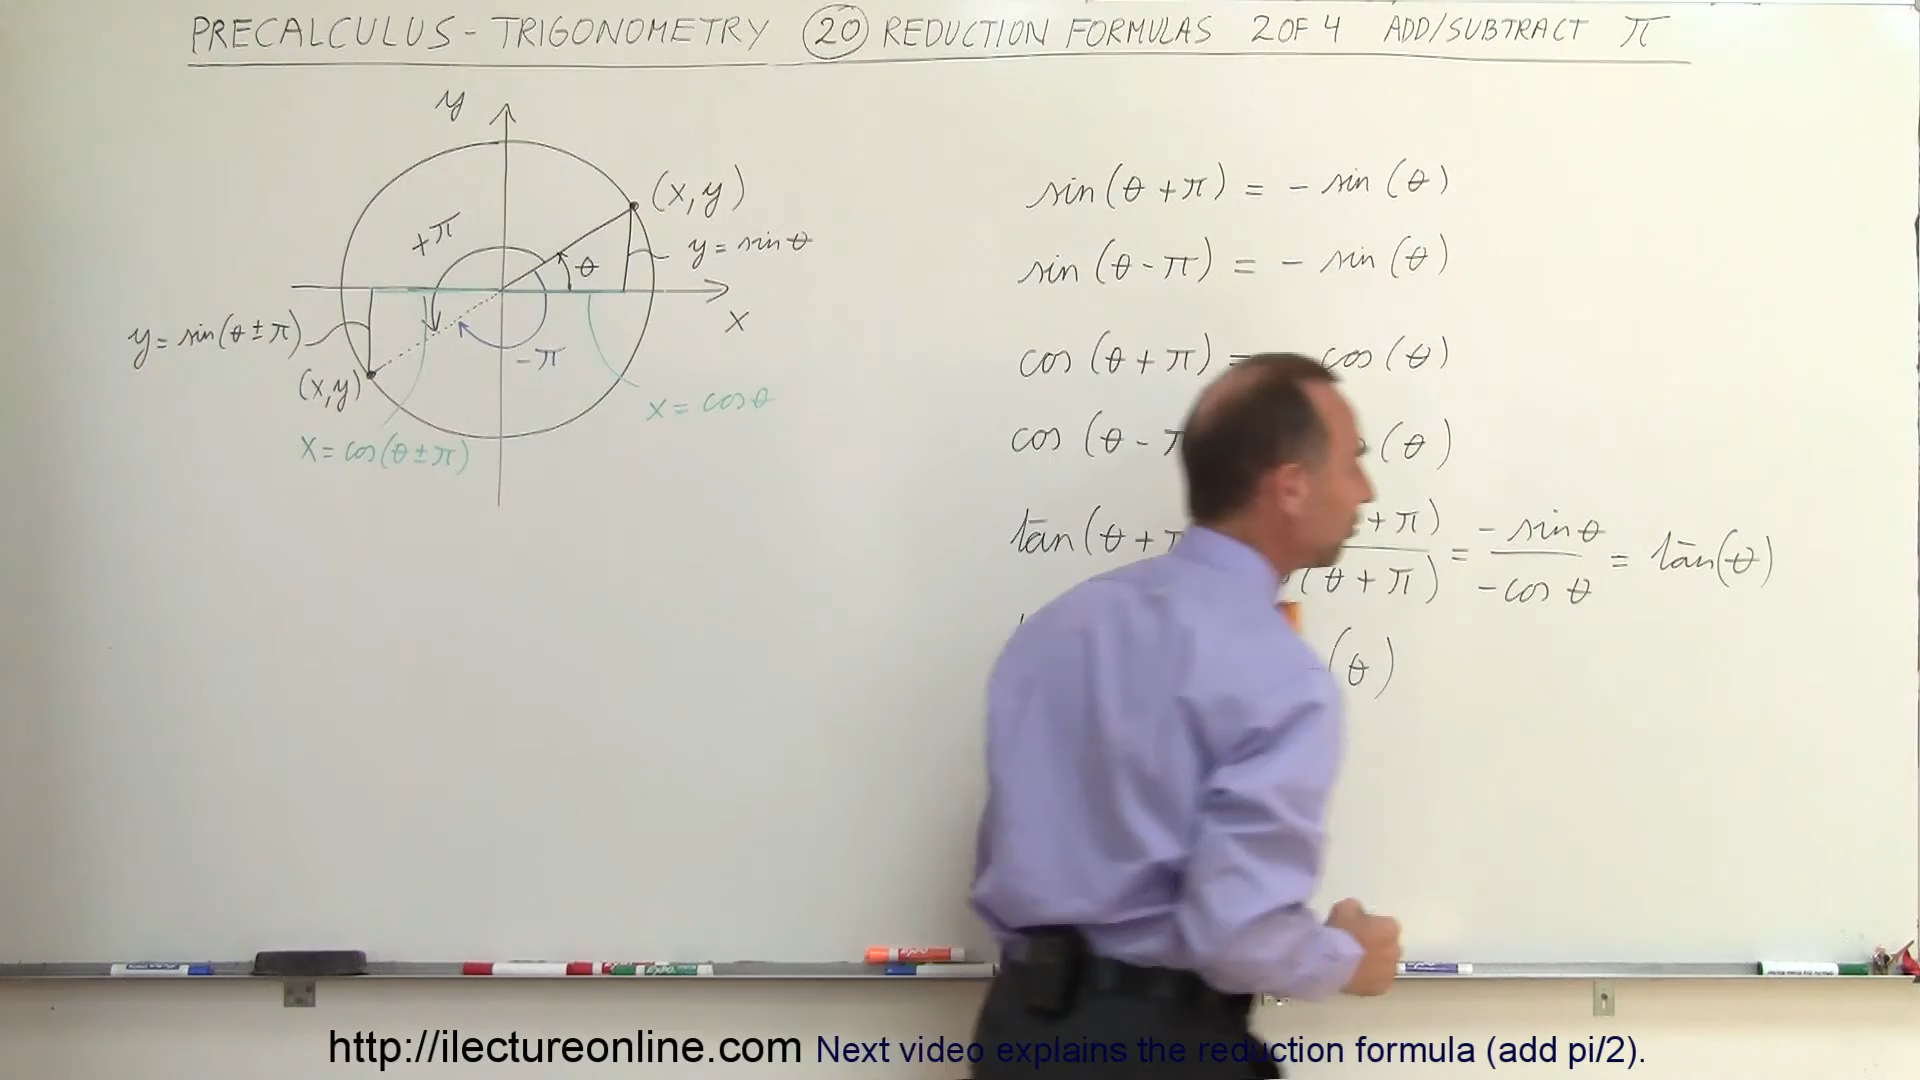 PRECALCULUS - TRIGONOMETRY 20 REDUCTION FORMULAS 2 OF 4 ADD/SUBTRACT π
y
(x,y)
+π
y = sin θ
θ
x
y = sin(θ ± π)
-π
(x,y)
x = cos θ
x = cos(θ ± π)
sin(θ + π) = - sin(θ)
sin(θ - π) = - sin(θ)
cos(θ + π) = cos(θ)
cos(θ - π (θ)
tan(θ + π + π) / (θ + π) = - sin θ / - cos θ = tan(θ)
(θ)
http://ilectureonline.com Next video explains the reduction formula (add pi/2).